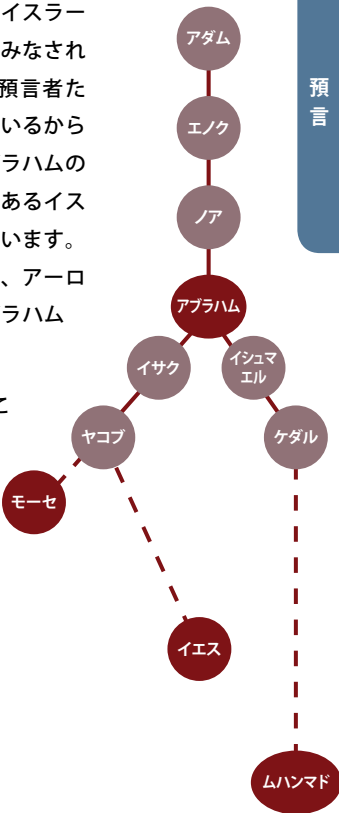 イスラー
みなされ
預言者た
いるから
ラハムの
あるイス
います。
、アーロ
ラハム
預言
アダム
エノク
ノア
アブラハム
イサク
イシュマ
エル
ヤコブ
ケダル
モーセ
イエス
ムハンマド